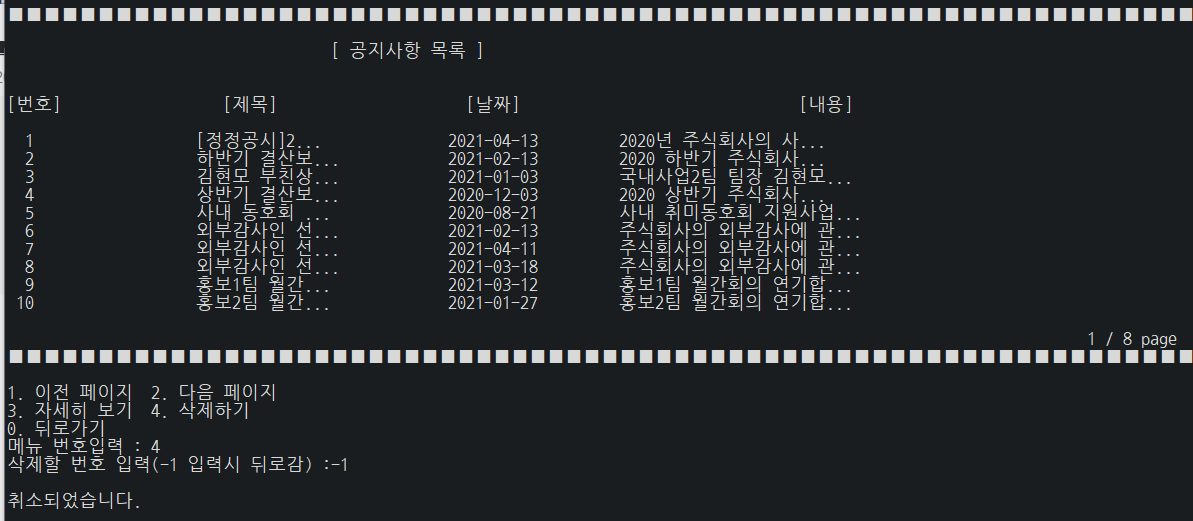 [ 공지사항 목록 ]
[번호] [제목] [날짜] [내용]
1 [정정공시]2... 2021-04-13 2020년 주식회사의 사...
2 하반기 결산보... 2021-02-13 2020 하반기 주식회사...
3 김현모 부친상... 2021-01-03 국내사업2팀 팀장 김현모...
4 상반기 결산보... 2020-12-03 2020 상반기 주식회사...
5 사내 동호회 ... 2020-08-21 사내 취미동호회 지원사업...
6 외부감사인 선... 2021-02-13 주식회사의 외부감사에 관...
7 외부감사인 선... 2021-04-11 주식회사의 외부감사에 관...
8 외부감사인 선... 2021-03-18 주식회사의 외부감사에 관...
9 홍보1팀 월간... 2021-03-12 홍보1팀 월간회의 연기합...
10 홍보2팀 월간... 2021-01-27 홍보2팀 월간회의 연기합...
1 / 8 page
1. 이전 페이지 2. 다음 페이지
3. 자세히 보기 4. 삭제하기
0. 뒤로가기
메뉴 번호입력 : 4
삭제할 번호 입력(-1 입력시 뒤로감) :-1
취소되었습니다.